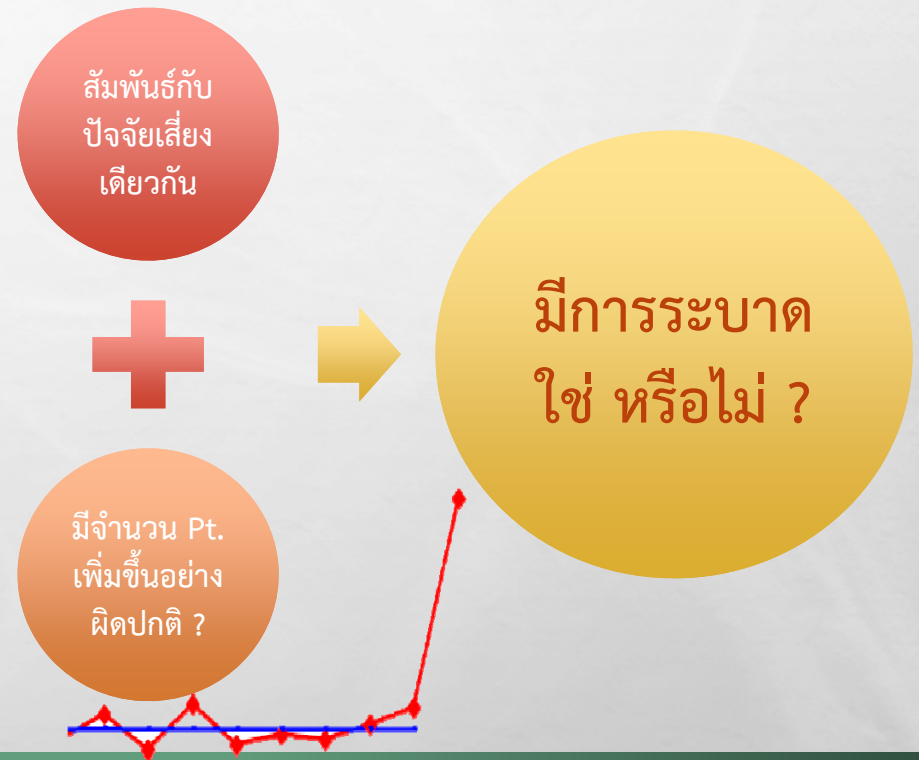 สัมพันธ์กับ
ปัจจัยเสี่ยง
เดียวกัน
มีจำนวน Pt.
เพิ่มขึ้นอย่าง
ผิดปกติ ?
มีการระบาด
ใช่ หรือไม่ ?